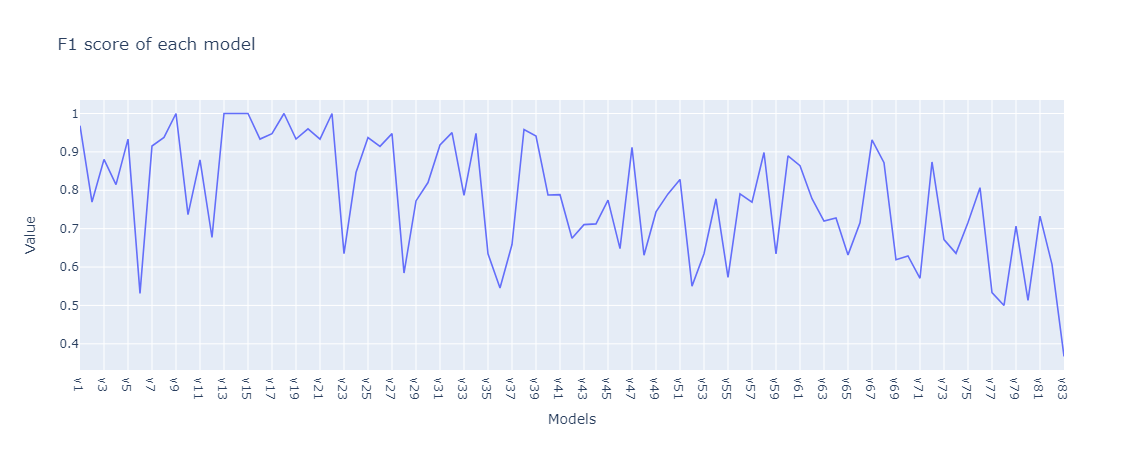 F1 score of each model
1
0.9
0.8
0.7
0.6
0.5
0.4
Value
v1
v3
v5
v7
v9
v11
v13
v15
v17
v19
v21
v23
v25
v27
v29
v31
v33
v35
v37
v39
v41
v43
v45
v47
v49
v51
v53
v55
v57
v59
v61
v63
v65
v67
v69
v71
v73
v75
v77
v79
v81
v83
Models